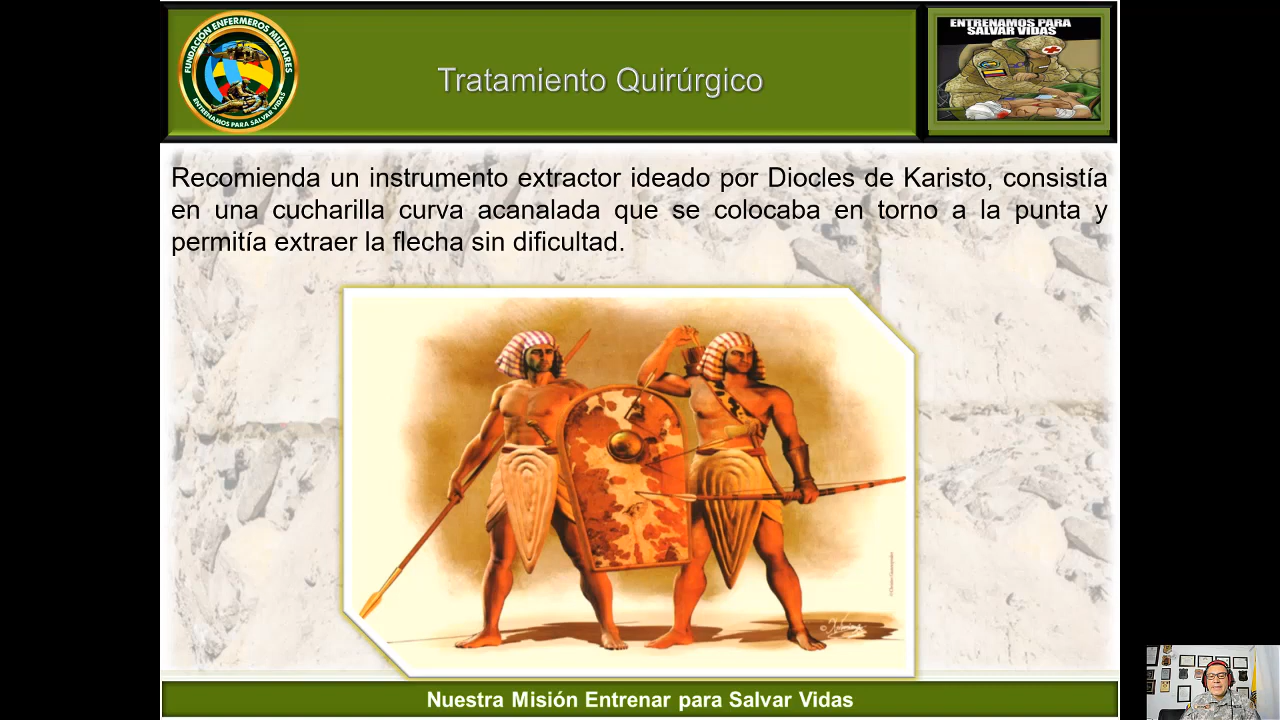 FUNDACIÓN ENFERMEROS MILITARES
ENTRENAMOS PARA SALVAR VIDAS
Tratamiento Quirúrgico
ENTRENAMOS PARA
SALVAR VIDAS
Recomienda un instrumento extractor ideado por Diocles de Karisto, consistía
en una cucharilla curva acanalada que se colocaba en torno a la punta y
permitía extraer la flecha sin dificultad.
Nuestra Misión Entrenar para Salvar Vidas